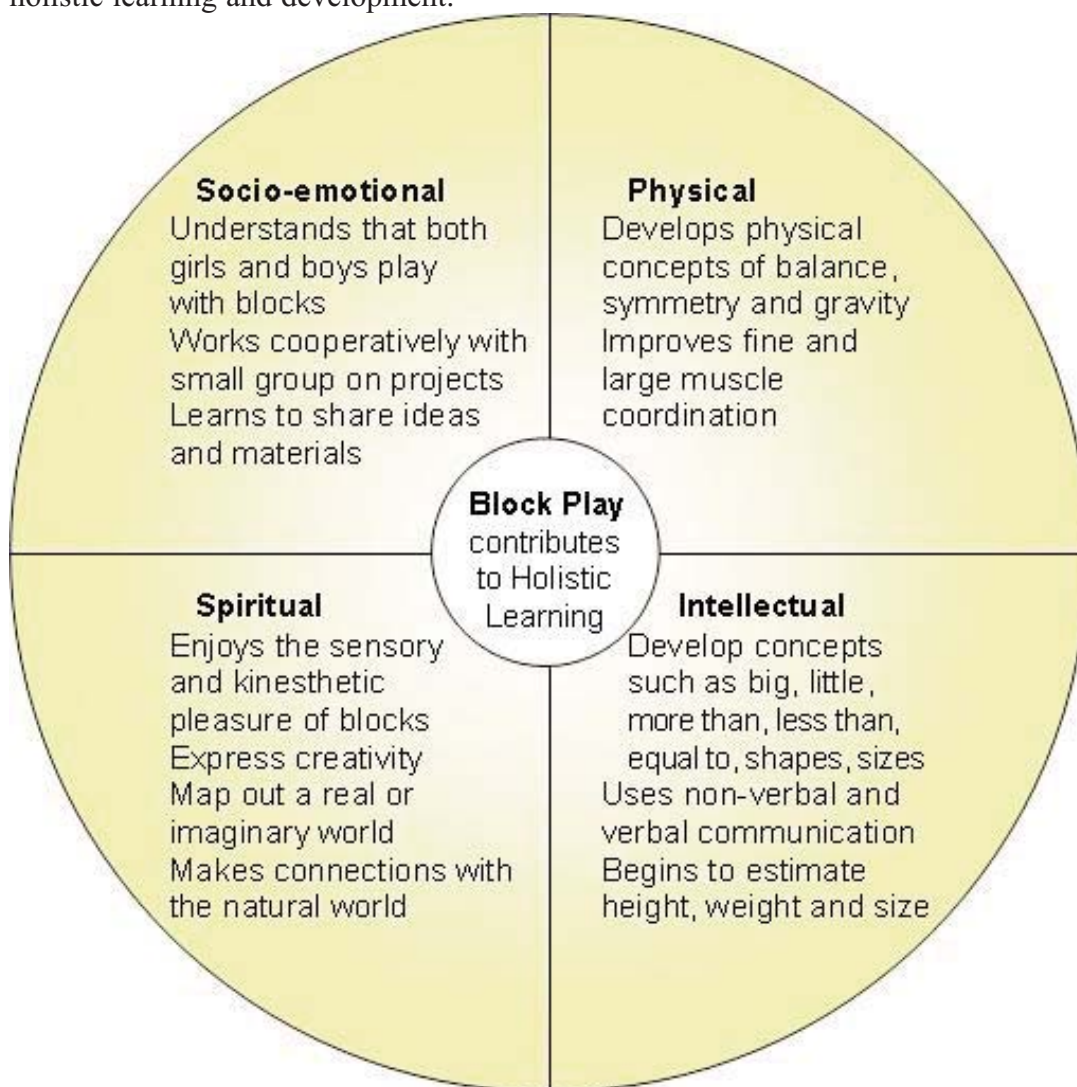 holistic learning and development.
Socio-emotional
Understands that both
girls and boys play
with blocks
Works cooperatively with
small group on projects
Learns to share ideas
and materials
Physical
Develops physical
concepts of balance,
symmetry and gravity
Improves fine and
large muscle
coordination
Block Play
contributes
to Holistic
Learning
Spiritual
Enjoys the sensory
and kinesthetic
pleasure of blocks
Express creativity
Map out a real or
imaginary world
Makes connections with
the natural world
Intellectual
Develop concepts
such as big, little,
more than, less than,
equal to, shapes, sizes
Uses non-verbal and
verbal communication
Begins to estimate
height, weight and size